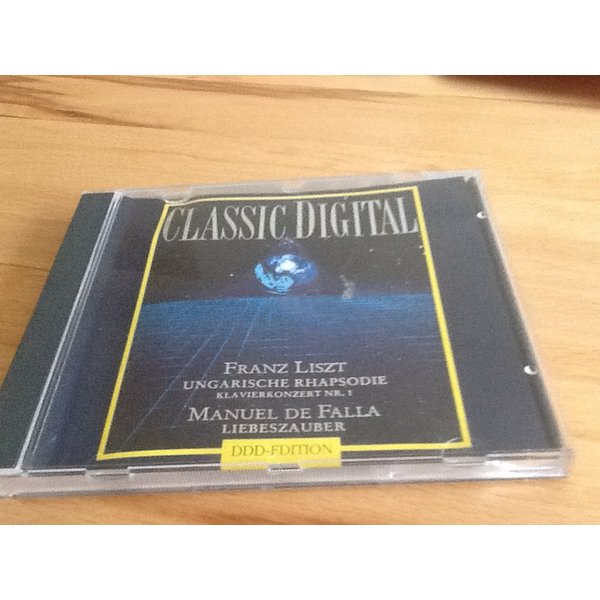 CLASSIC DIGITAL
FRANZ LISZT
UNGARISCHE RHAPSODIE
KLAVIERKONZERT NR. 1
MANUEL DE FALLA
LIEBESZAUBER
DDD-EDITION